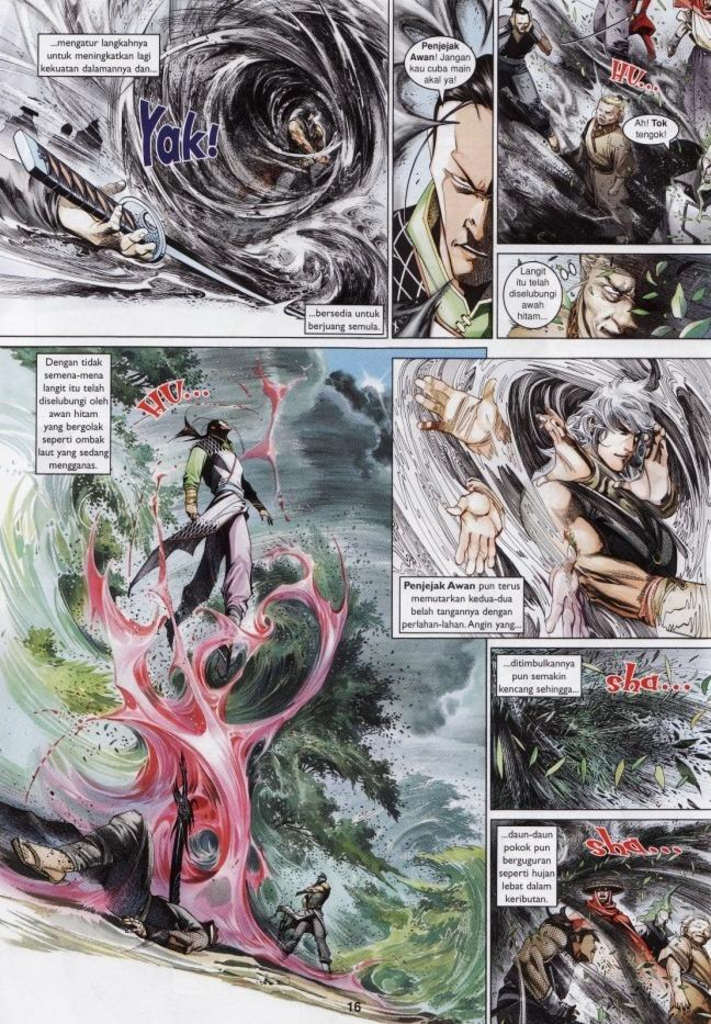 ...mengatur langkahnya
untuk meningkatkan lagi
kekuatan dalamannya dan...
Yak!
...bersedia untuk
berjuang semula.
Penjejak
Awan! Jangan
kau cuba main
akal ya!
HU...
Ah! Tok
tengok!
Langit
itu telah
diselubungi
awah
hitam...
Dengan tidak
semena-mena
langit itu telah
diselubungi oleh
awan hitam
yang bergolak
seperti ombak
laut yang sedang
mengganas.
HU...
Penjejak Awan pun terus
memutarkan kedua-dua
belah tangannya dengan
perlahan-lahan. Angin yang...
...ditimbulkannya
pun semakin
kencang sehingga...
sha...
...daun-daun
pokok pun
berguguran
seperti hujan
lebat dalam
keributan.
sha...
16